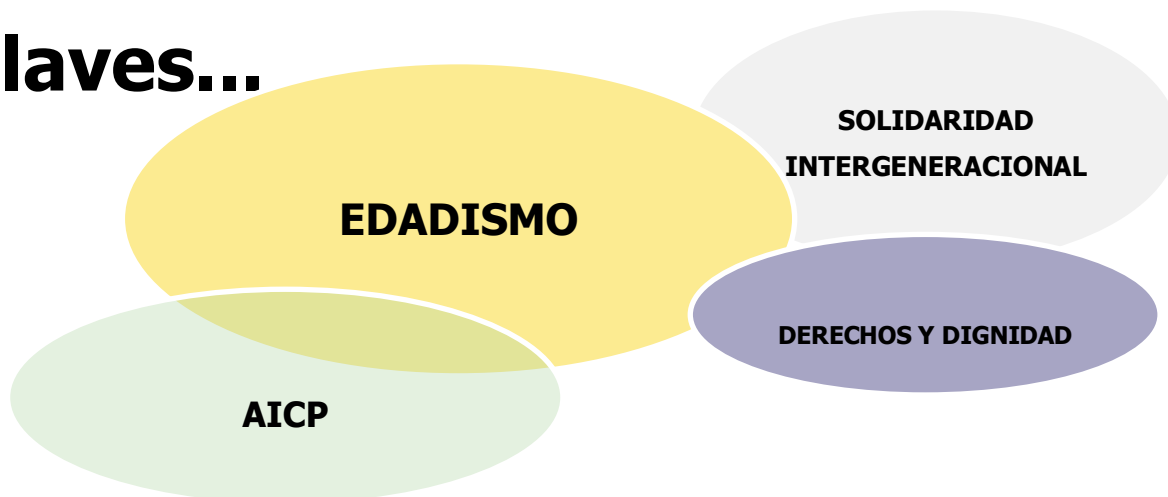 laves...
SOLIDARIDAD
INTERGENERACIONAL
EDADISMO
DERECHOS Y DIGNIDAD
AICP